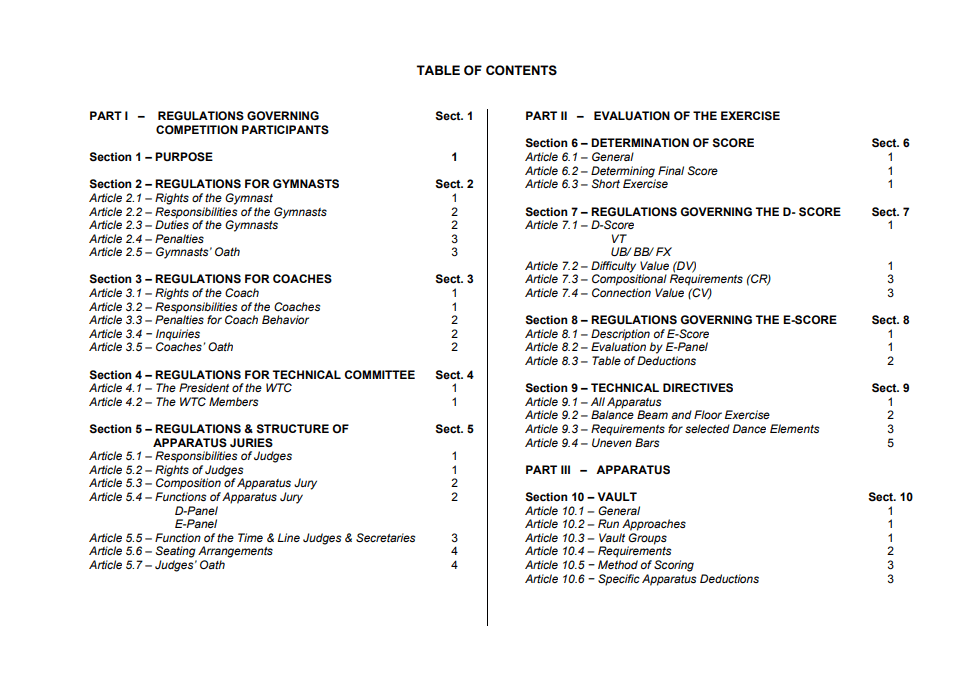 TABLE OF CONTENTS
PART I – REGULATIONS GOVERNING Sect. 1
COMPETITION PARTICIPANTS
Section 1 – PURPOSE 1
Section 2 – REGULATIONS FOR GYMNASTS Sect. 2
Article 2.1 – Rights of the Gymnast 1
Article 2.2 – Responsibilities of the Gymnasts 2
Article 2.3 – Duties of the Gymnasts 2
Article 2.4 – Penalties 3
Article 2.5 – Gymnasts' Oath 3
Section 3 – REGULATIONS FOR COACHES Sect. 3
Article 3.1 – Rights of the Coach 1
Article 3.2 – Responsibilities of the Coaches 1
Article 3.3 – Penalties for Coach Behavior 2
Article 3.4 – Inquiries 2
Article 3.5 – Coaches' Oath 2
Section 4 – REGULATIONS FOR TECHNICAL COMMITTEE Sect. 4
Article 4.1 – The President of the WTC 1
Article 4.2 – The WTC Members 1
Section 5 – REGULATIONS & STRUCTURE OF Sect. 5
APPARATUS JURIES
Article 5.1 – Responsibilities of Judges 1
Article 5.2 – Rights of Judges 1
Article 5.3 – Composition of Apparatus Jury 2
Article 5.4 – Functions of Apparatus Jury 2
D-Panel
E-Panel
Article 5.5 – Function of the Time & Line Judges & Secretaries 3
Article 5.6 – Seating Arrangements 4
Article 5.7 – Judges' Oath 4
PART II – EVALUATION OF THE EXERCISE
Section 6 – DETERMINATION OF SCORE Sect. 6
Article 6.1 – General 1
Article 6.2 – Determining Final Score 1
Article 6.3 – Short Exercise 1
Section 7 – REGULATIONS GOVERNING THE D- SCORE Sect. 7
Article 7.1 – D-Score 1
VT
UB/ BB/ FX
Article 7.2 – Difficulty Value (DV) 1
Article 7.3 – Compositional Requirements (CR) 3
Article 7.4 – Connection Value (CV) 3
Section 8 – REGULATIONS GOVERNING THE E-SCORE Sect. 8
Article 8.1 – Description of E-Score 1
Article 8.2 – Evaluation by E-Panel 1
Article 8.3 – Table of Deductions 2
Section 9 – TECHNICAL DIRECTIVES Sect. 9
Article 9.1 – All Apparatus 1
Article 9.2 – Balance Beam and Floor Exercise 2
Article 9.3 – Requirements for selected Dance Elements 3
Article 9.4 – Uneven Bars 5
PART III – APPARATUS
Section 10 – VAULT Sect. 10
Article 10.1 – General 1
Article 10.2 – Run Approaches 1
Article 10.3 – Vault Groups 1
Article 10.4 – Requirements 2
Article 10.5 – Method of Scoring 3
Article 10.6 – Specific Apparatus Deductions 3